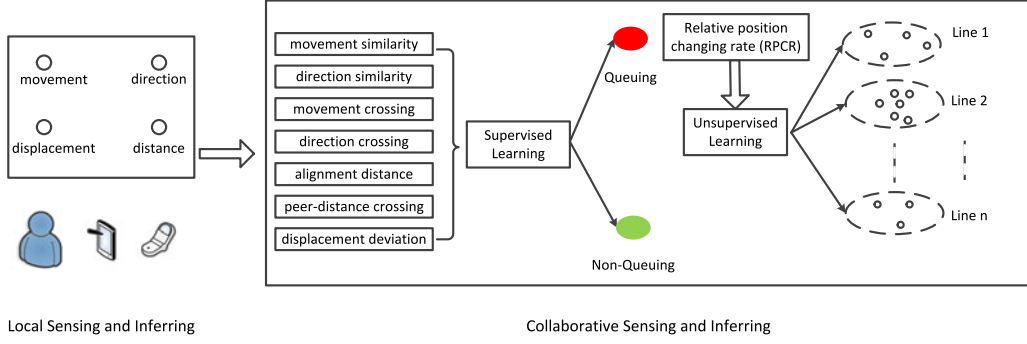 movement
direction
displacement
distance
movement similarity
direction similarity
movement crossing
direction crossing
alignment distance
peer-distance crossing
displacement deviation
Supervised
Learning
Queuing
Non-Queuing
Relative position
changing rate (RPCR)
Unsupervised
Learning
Line 1
Line 2
Line n
Local Sensing and Inferring
Collaborative Sensing and Inferring